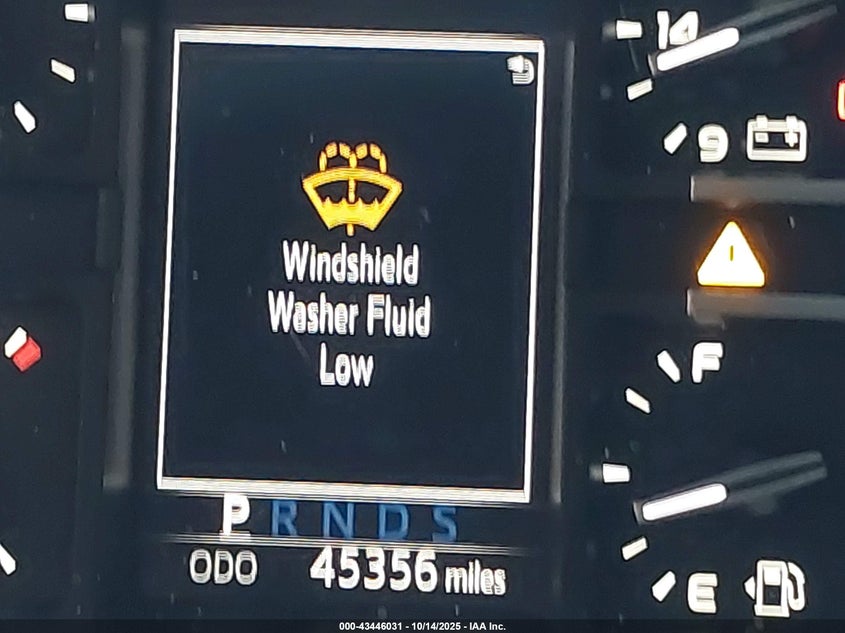 14
9
Windshield
Washer Fluid
Low
F
P R N D S
ODO 45356 miles
E
000-43446031 - 10/14/2025 - IAA Inc.